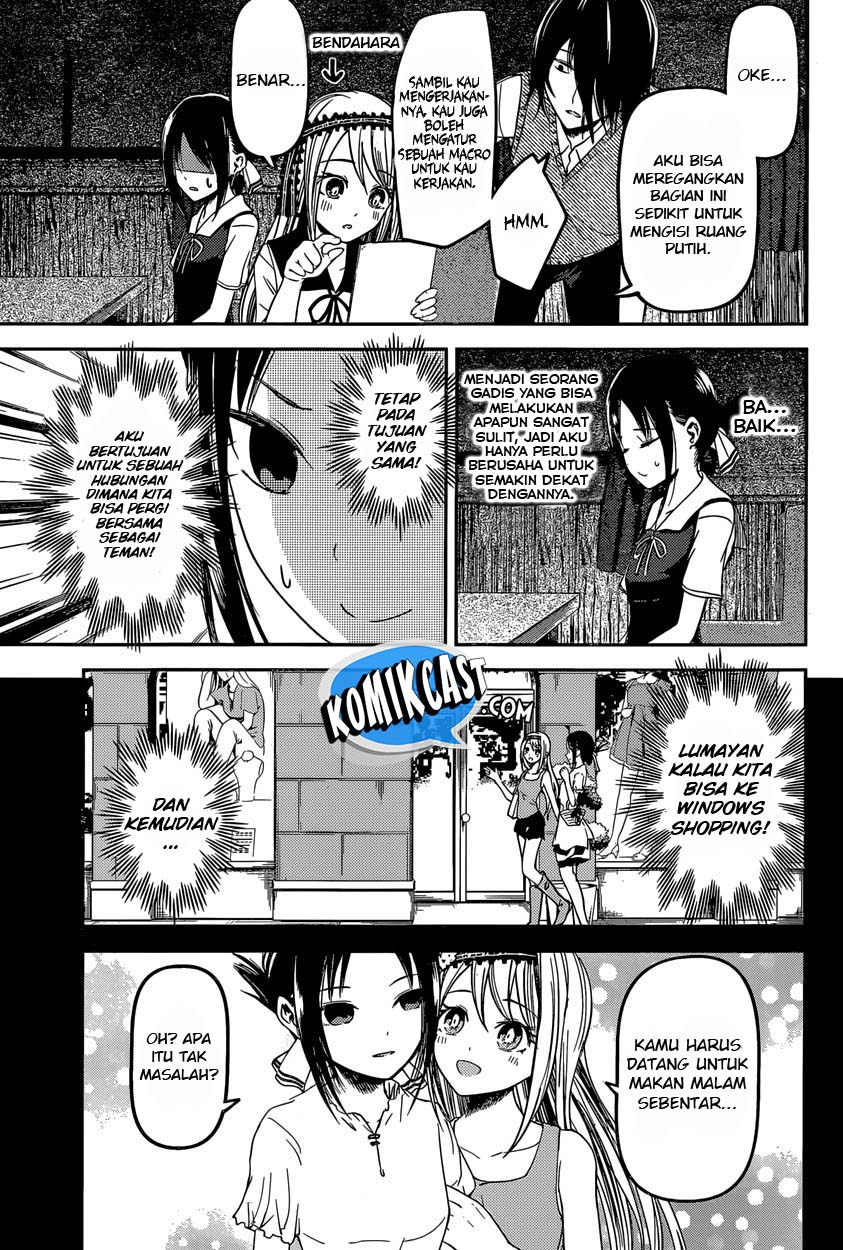 OKE...
AKU BISA
MEREGANGKAN
BAGIAN INI
SEDIKIT UNTUK
MENGISI RUANG
PUTIH.
HMM.
SAMBIL KAU
MENGERJAKAN-
NYA, KAU JUGA
BOLEH
MENGATUR
SEBUAH MACRO
UNTUK KAU
KERJAKAN.
BENDAHARA
BENAR...
BA...
BAIK...
MENJADI SEORANG
GADIS YANG BISA
MELAKUKAN
APAPUN SANGAT
SULIT, JADI AKU
HANYA PERLU
BERUSAHA UNTUK
SEMAKIN DEKAT
DENGANNYA.
TETAP
PADA
TUJUAN
YANG
SAMA!
AKU
BERTUJUAN
UNTUK SEBUAH
HUBUNGAN
DIMANA KITA
BISA PERGI
BERSAMA
SEBAGAI
TEMAN!
KOMIKCAST
.COM
LUMAYAN
KALAU KITA
BISA KE
WINDOWS
SHOPPING!
DAN
KEMUDIAN
...
KAMU HARUS
DATANG UNTUK
MAKAN MALAM
SEBENTAR...
OH? APA
ITU TAK
MASALAH?